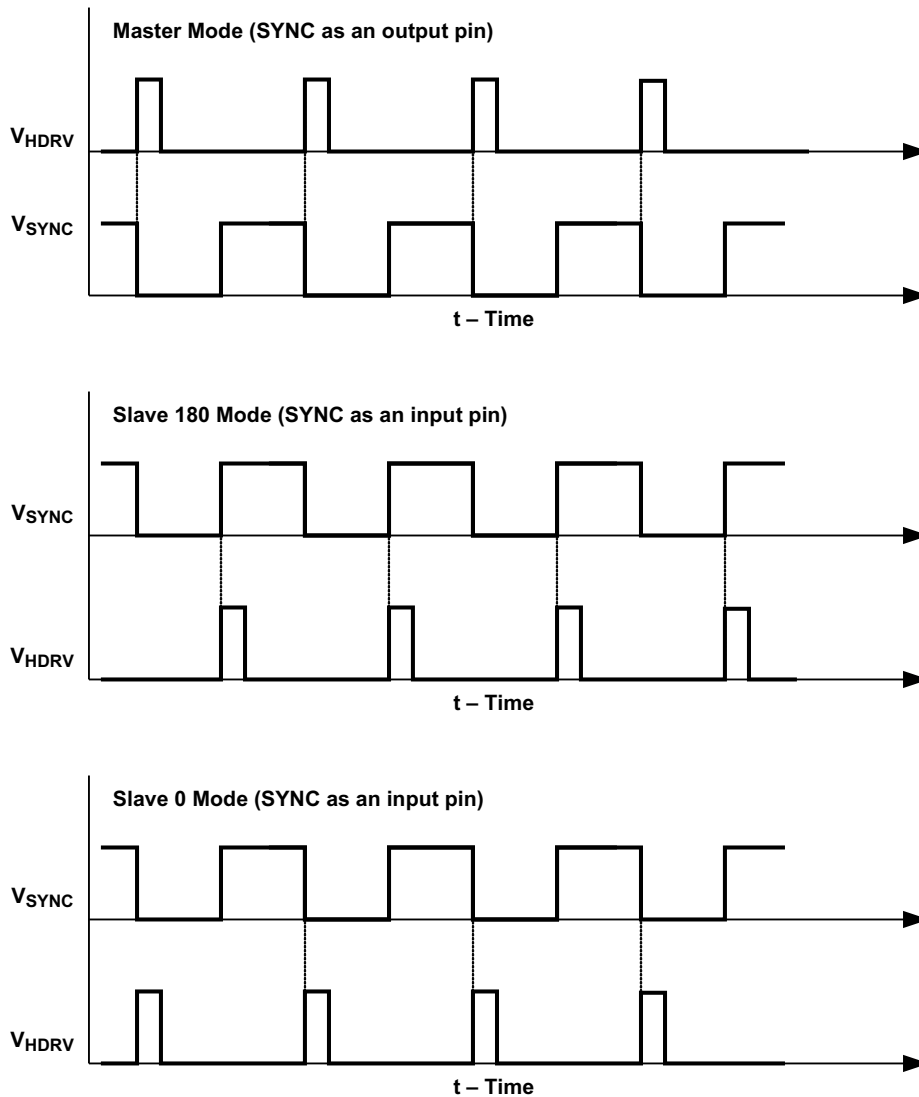 Master Mode (SYNC as an output pin)
VHDRV
VSYNC
t – Time
Slave 180 Mode (SYNC as an input pin)
VSYNC
VHDRV
t – Time
Slave 0 Mode (SYNC as an input pin)
VSYNC
VHDRV
t – Time